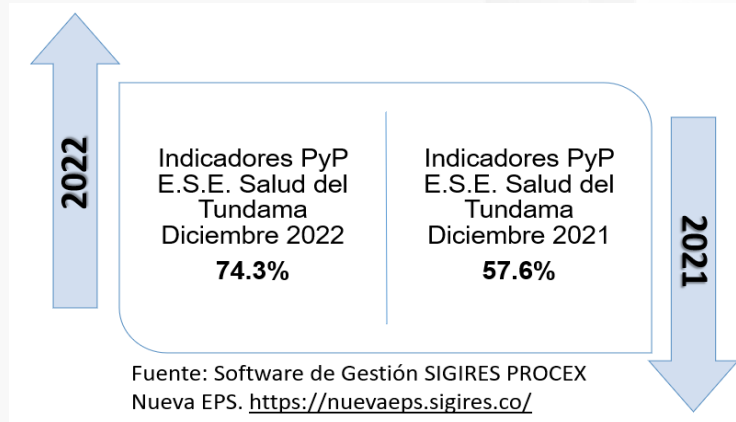 2022
Indicadores PyP
E.S.E. Salud del
Tundama
Diciembre 2022
74.3%
Indicadores PyP
E.S.E. Salud del
Tundama
Diciembre 2021
57.6%
2021
Fuente: Software de Gestión SIGIRES PROCEX
Nueva EPS. https://nuevaeps.sigires.co/